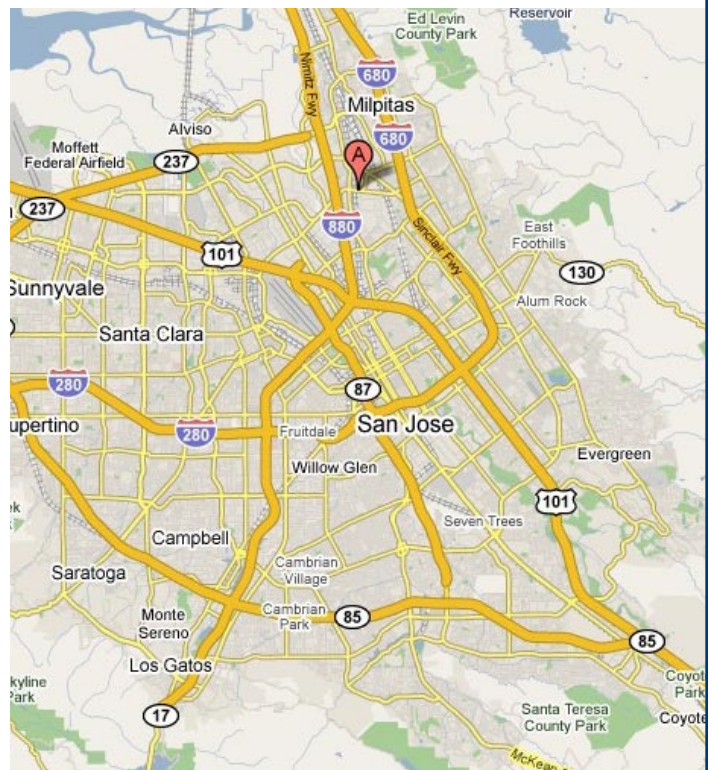 Ed Levin
County Park
Reservoir
Nimitz Fwy
680
Milpitas
Alviso
680
Moffett
Federal Airfield
237
A
237
880
Sinclair Fwy
East
Foothills
101
130
Sunnyvale
Alum Rock
Santa Clara
280
87
upertino
280
Fruitdale
San Jose
Willow Glen
Evergreen
101
Seven Trees
Campbell
Cambrian
Village
Saratoga
Monte
Sereno
Cambrian
Park
85
85
Los Gatos
Coyot
Park
kyline
Park
17
Santa Teresa
County Park
Coyote
McKean